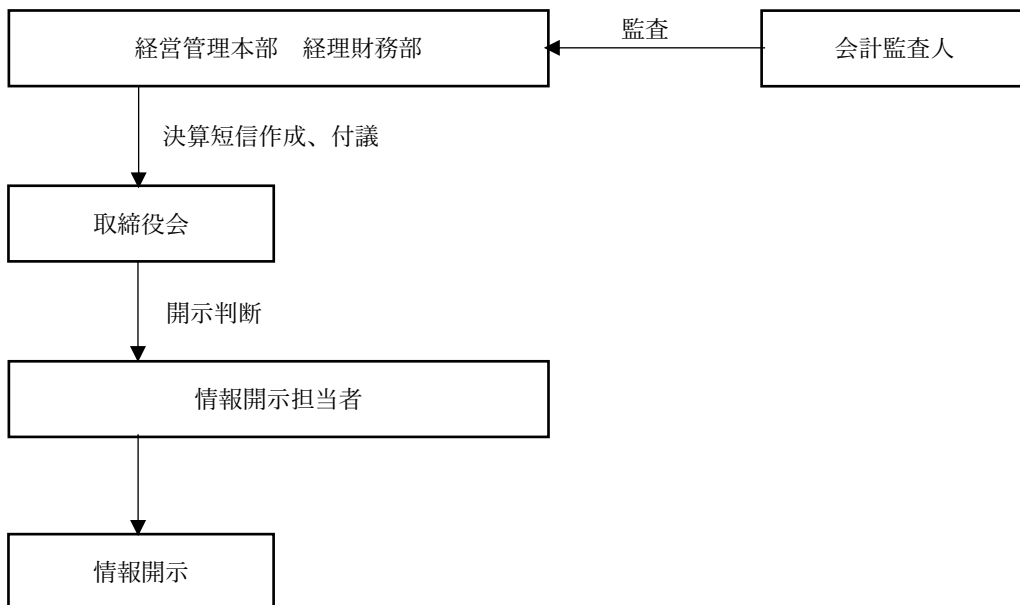 経営管理本部　経理財務部
監査
会計監査人
決算短信作成、付議
取締役会
開示判断
情報開示担当者
情報開示